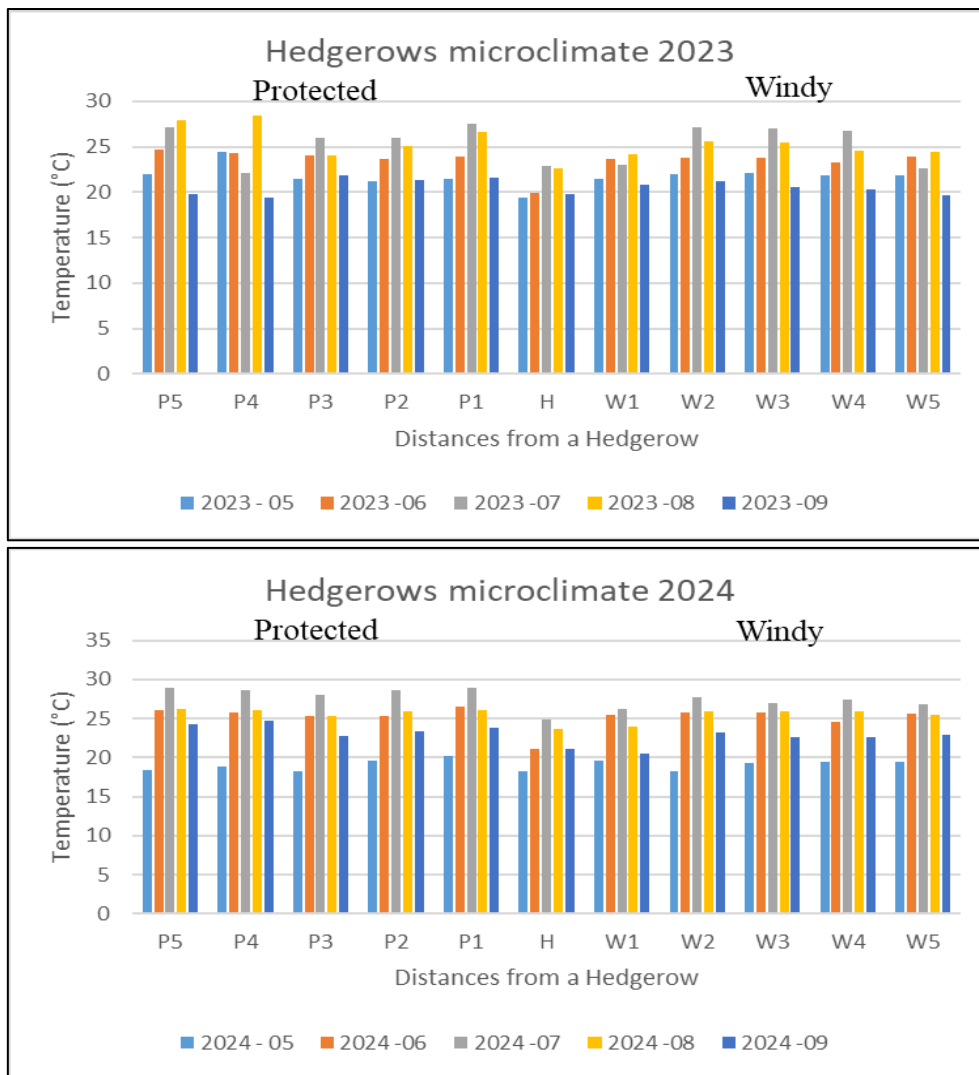 Hedgerows microclimate 2023
Protected Windy
30
25
20
15
10
5
0
Temperature (°C)
P5 P4 P3 P2 P1 H W1 W2 W3 W4 W5
Distances from a Hedgerow
2023 - 05 2023 -06 2023 -07 2023 -08 2023 -09
Hedgerows microclimate 2024
Protected Windy
35
30
25
20
15
10
5
0
Temperature (°C)
P5 P4 P3 P2 P1 H W1 W2 W3 W4 W5
Distances from a Hedgerow
2024 - 05 2024 -06 2024 -07 2024 -08 2024 -09